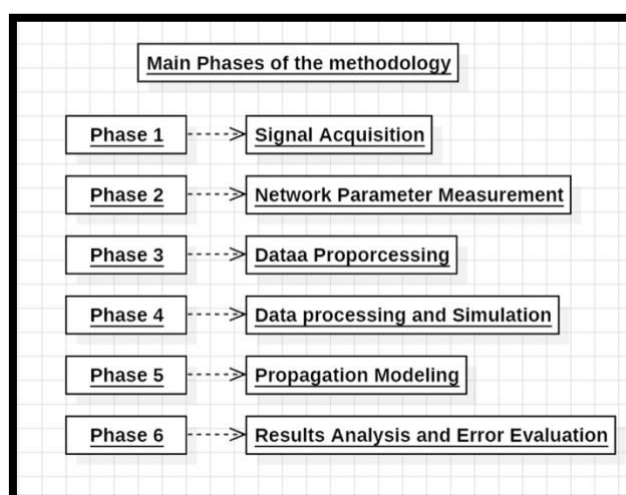 Main Phases of the methodology
Phase 1 Signal Acquisition
Phase 2 Network Parameter Measurement
Phase 3 Dataa Proporcessing
Phase 4 Data processing and Simulation
Phase 5 Propagation Modeling
Phase 6 Results Analysis and Error Evaluation